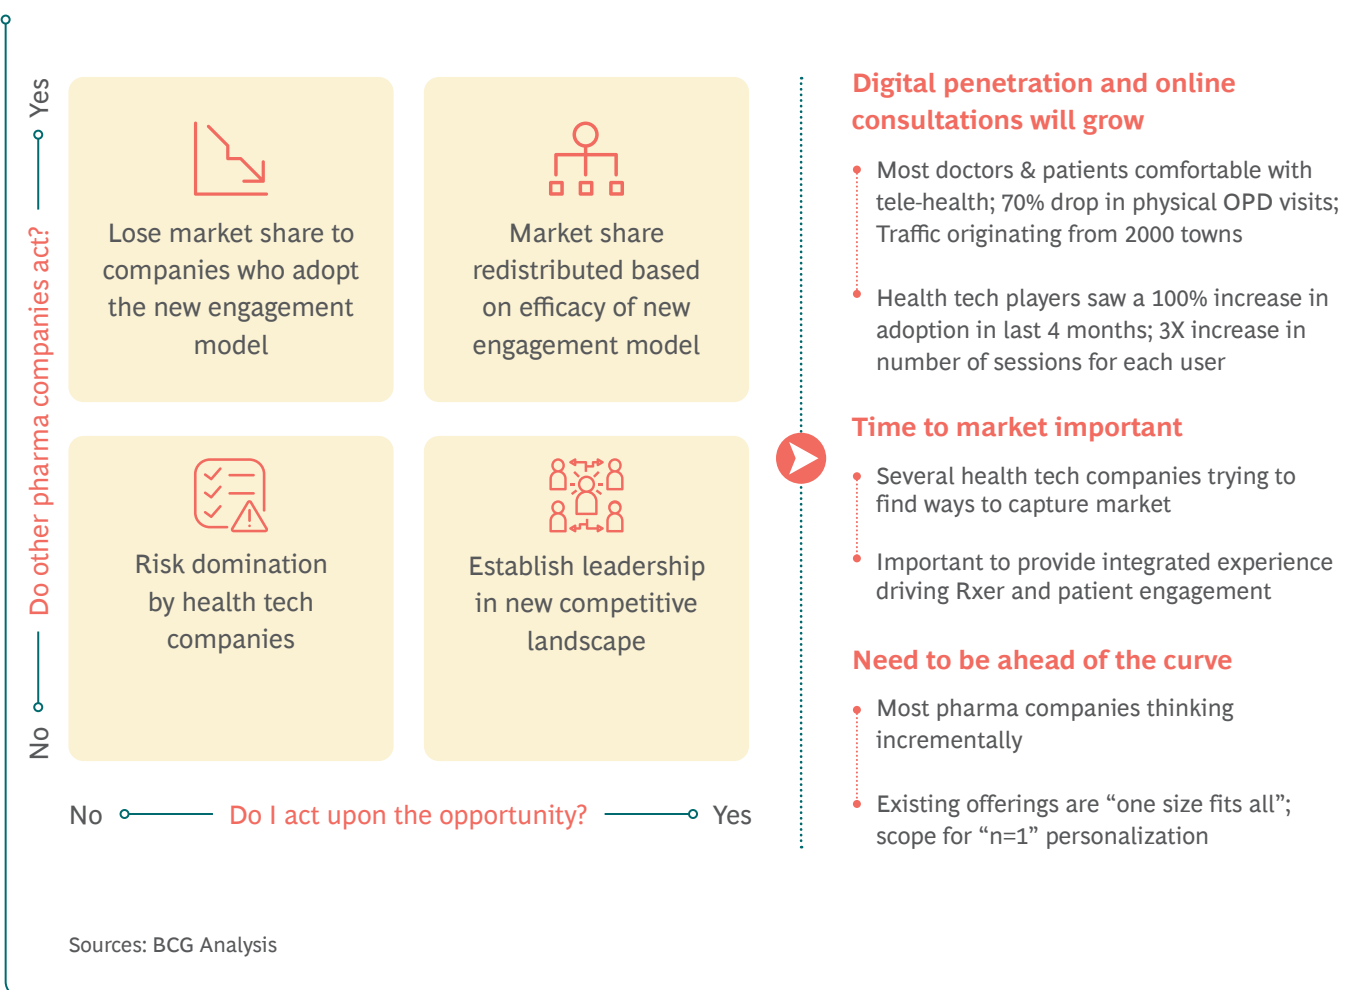 Yes
Do other pharma companies act?
No
Lose market share to
companies who adopt
the new engagement
model
Market share
redistributed based
on efficacy of new
engagement model
Risk domination
by health tech
companies
Establish leadership
in new competitive
landscape
No
Do I act upon the opportunity?
Yes
Digital penetration and online
consultations will grow
Most doctors & patients comfortable with
tele-health; 70% drop in physical OPD visits;
Traffic originating from 2000 towns
Health tech players saw a 100% increase in
adoption in last 4 months; 3X increase in
number of sessions for each user
Time to market important
Several health tech companies trying to
find ways to capture market
Important to provide integrated experience
driving Rxer and patient engagement
Need to be ahead of the curve
Most pharma companies thinking
incrementally
Existing offerings are “one size fits all”;
scope for “n=1” personalization
Sources: BCG Analysis